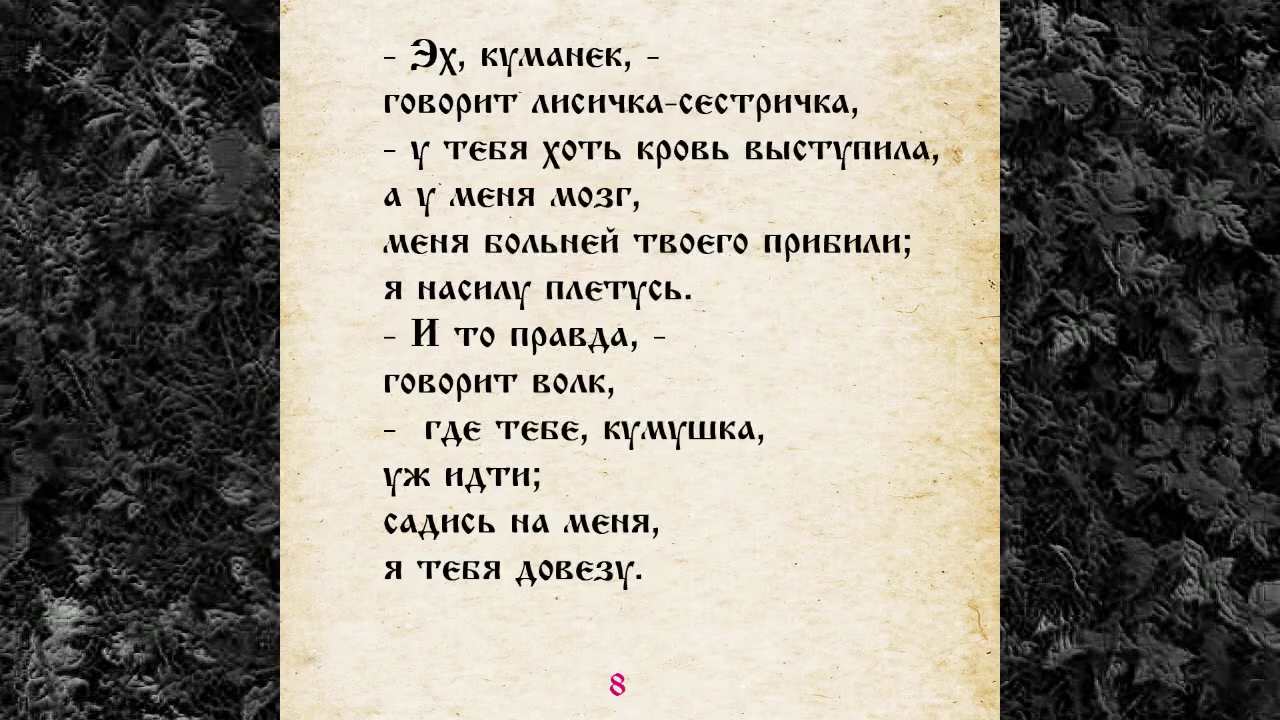 - Эх, куманек, -
говорит лисичка-сестричка,
- у тебя хоть кровь выступила,
а у меня мозг,
меня больней твоего прибили;
я насилу плетусь.
- И то правда, -
говорит волк,
- где тебе, кумушка,
уж идти;
садись на меня,
я тебя довезу.
8